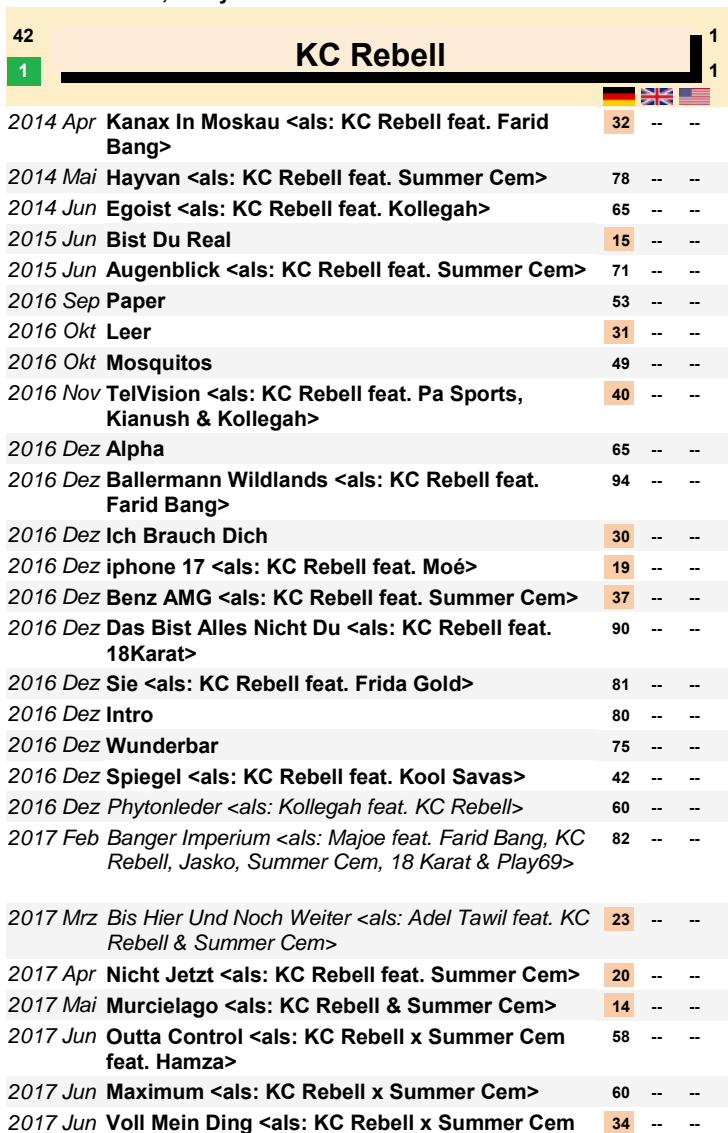 42
KC Rebell
1
1
1
2014 Apr Kanax In Moskau <als: KC Rebell feat. Farid 32 -- --
Bang>
2014 Mai Hayvan <als: KC Rebell feat. Summer Cem> 78 -- --
2014 Jun Egoist <als: KC Rebell feat. Kollegah> 65 -- --
2015 Jun Bist Du Real 15 -- --
2015 Jun Augenblick <als: KC Rebell feat. Summer Cem> 71 -- --
2016 Sep Paper 53 -- --
2016 Okt Leer 31 -- --
2016 Okt Mosquitos 49 -- --
2016 Nov TelVision <als: KC Rebell feat. Pa Sports, 40 -- --
Kianush & Kollegah>
2016 Dez Alpha 65 -- --
2016 Dez Ballermann Wildlands <als: KC Rebell feat. 94 -- --
Farid Bang>
2016 Dez Ich Brauch Dich 30 -- --
2016 Dez iphone 17 <als: KC Rebell feat. Moé> 19 -- --
2016 Dez Benz AMG <als: KC Rebell feat. Summer Cem> 37 -- --
2016 Dez Das Bist Alles Nicht Du <als: KC Rebell feat. 90 -- --
18Karat>
2016 Dez Sie <als: KC Rebell feat. Frida Gold> 81 -- --
2016 Dez Intro 80 -- --
2016 Dez Wunderbar 75 -- --
2016 Dez Spiegel <als: KC Rebell feat. Kool Savas> 42 -- --
2016 Dez Phytonleder <als: Kollegah feat. KC Rebell> 60 -- --
2017 Feb Banger Imperium <als: Majoe feat. Farid Bang, KC 82 -- --
Rebell, Jasko, Summer Cem, 18 Karat & Play69>
2017 Mrz Bis Hier Und Noch Weiter <als: Adel Tawil feat. KC 23 -- --
Rebell & Summer Cem>
2017 Apr Nicht Jetzt <als: KC Rebell feat. Summer Cem> 20 -- --
2017 Mai Murcielago <als: KC Rebell & Summer Cem> 14 -- --
2017 Jun Outta Control <als: KC Rebell x Summer Cem 58 -- --
feat. Hamza>
2017 Jun Maximum <als: KC Rebell x Summer Cem> 60 -- --
2017 Jun Voll Mein Ding <als: KC Rebell x Summer Cem 34 -- --